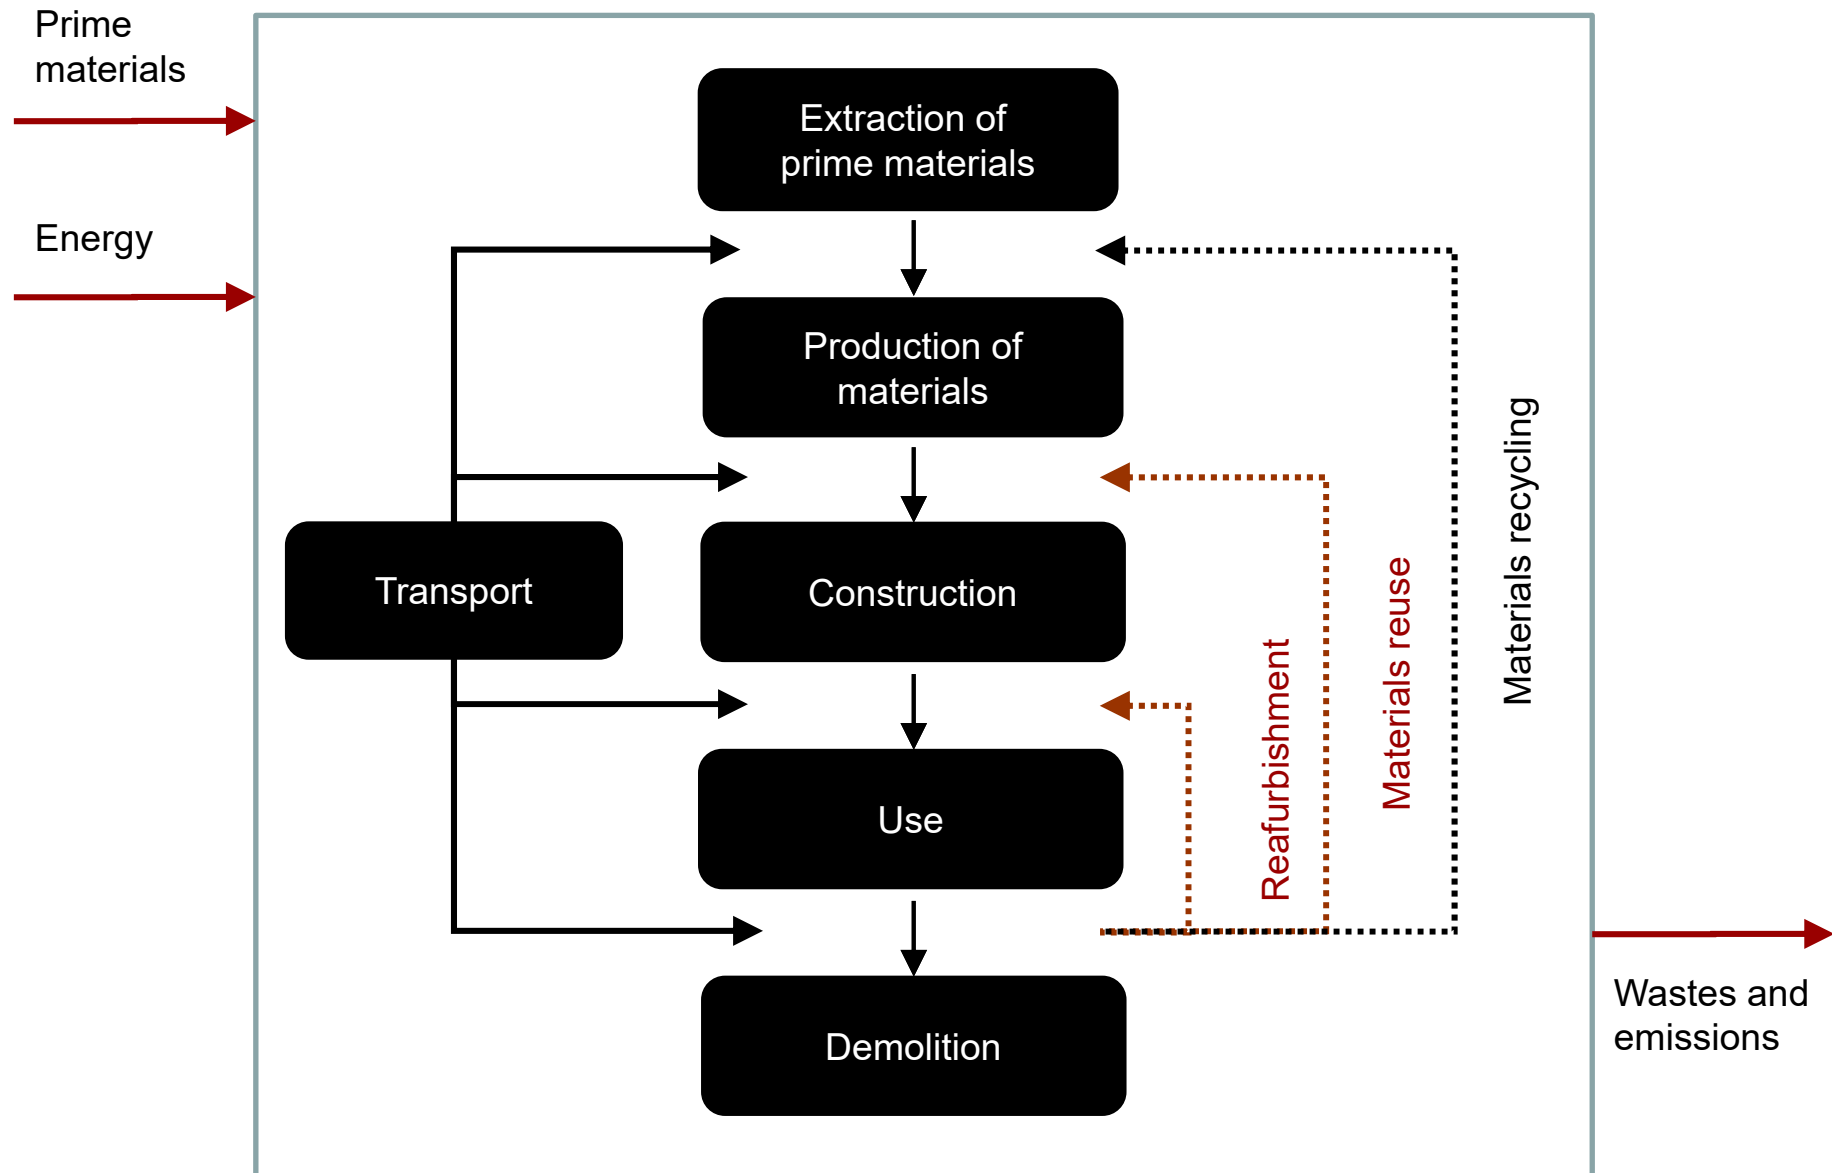 Prime
materials
Energy
Extraction of
prime materials
Production of
materials
Transport
Construction
Use
Demolition
Reafurbishment
Materials reuse
Materials recycling
Wastes and
emissions